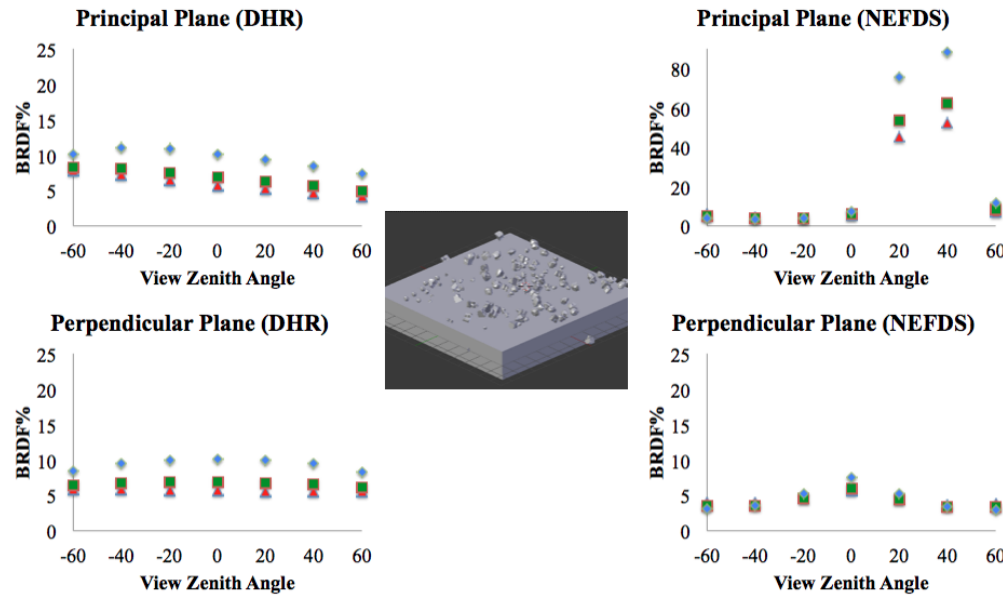 Principal Plane (DHR)
25
20
15
10
5
0
BRDF%
-60 -40 -20 0 20 40 60
View Zenith Angle
Principal Plane (NEFDS)
80
60
40
20
0
BRDF%
-60 -40 -20 0 20 40 60
View Zenith Angle
Perpendicular Plane (DHR)
25
20
15
10
5
0
BRDF%
-60 -40 -20 0 20 40 60
View Zenith Angle
Perpendicular Plane (NEFDS)
25
20
15
10
5
0
BRDF%
-60 -40 -20 0 20 40 60
View Zenith Angle